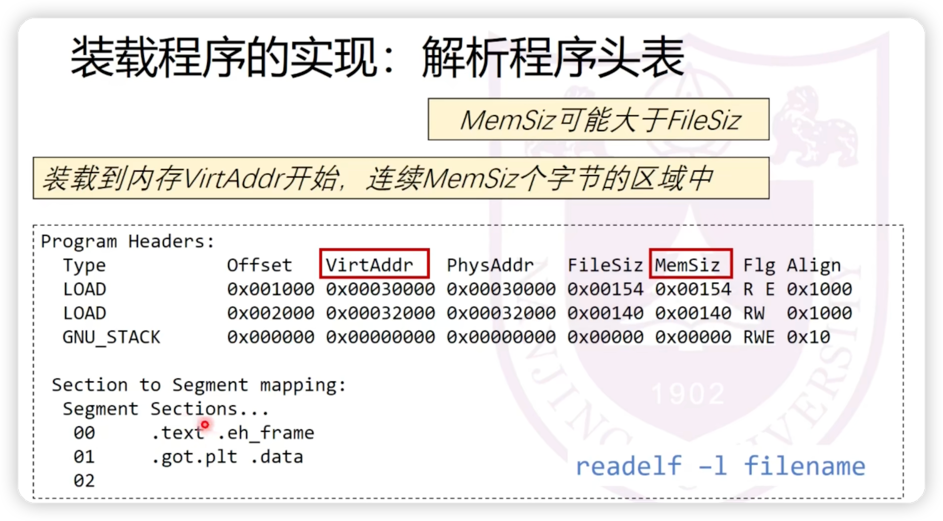 装载程序的实现：解析程序头表
MemSiz可能大于FileSiz
装载到内存VirtAddr开始，连续MemSiz个字节的区域中
Program Headers:
Type Offset VirtAddr PhysAddr FileSiz MemSiz Flg Align
LOAD 0x001000 0x00030000 0x00030000 0x00154 0x00154 R E 0x1000
LOAD 0x002000 0x00032000 0x00032000 0x00140 0x00140 RW 0x1000
GNU_STACK 0x000000 0x00000000 0x00000000 0x00000 0x00000 RWE 0x10
Section to Segment mapping:
Segment Sections...
00 .text .eh_frame
01 .got.plt .data
02
readelf –l filename
1902
NANJING UNIVERSITY